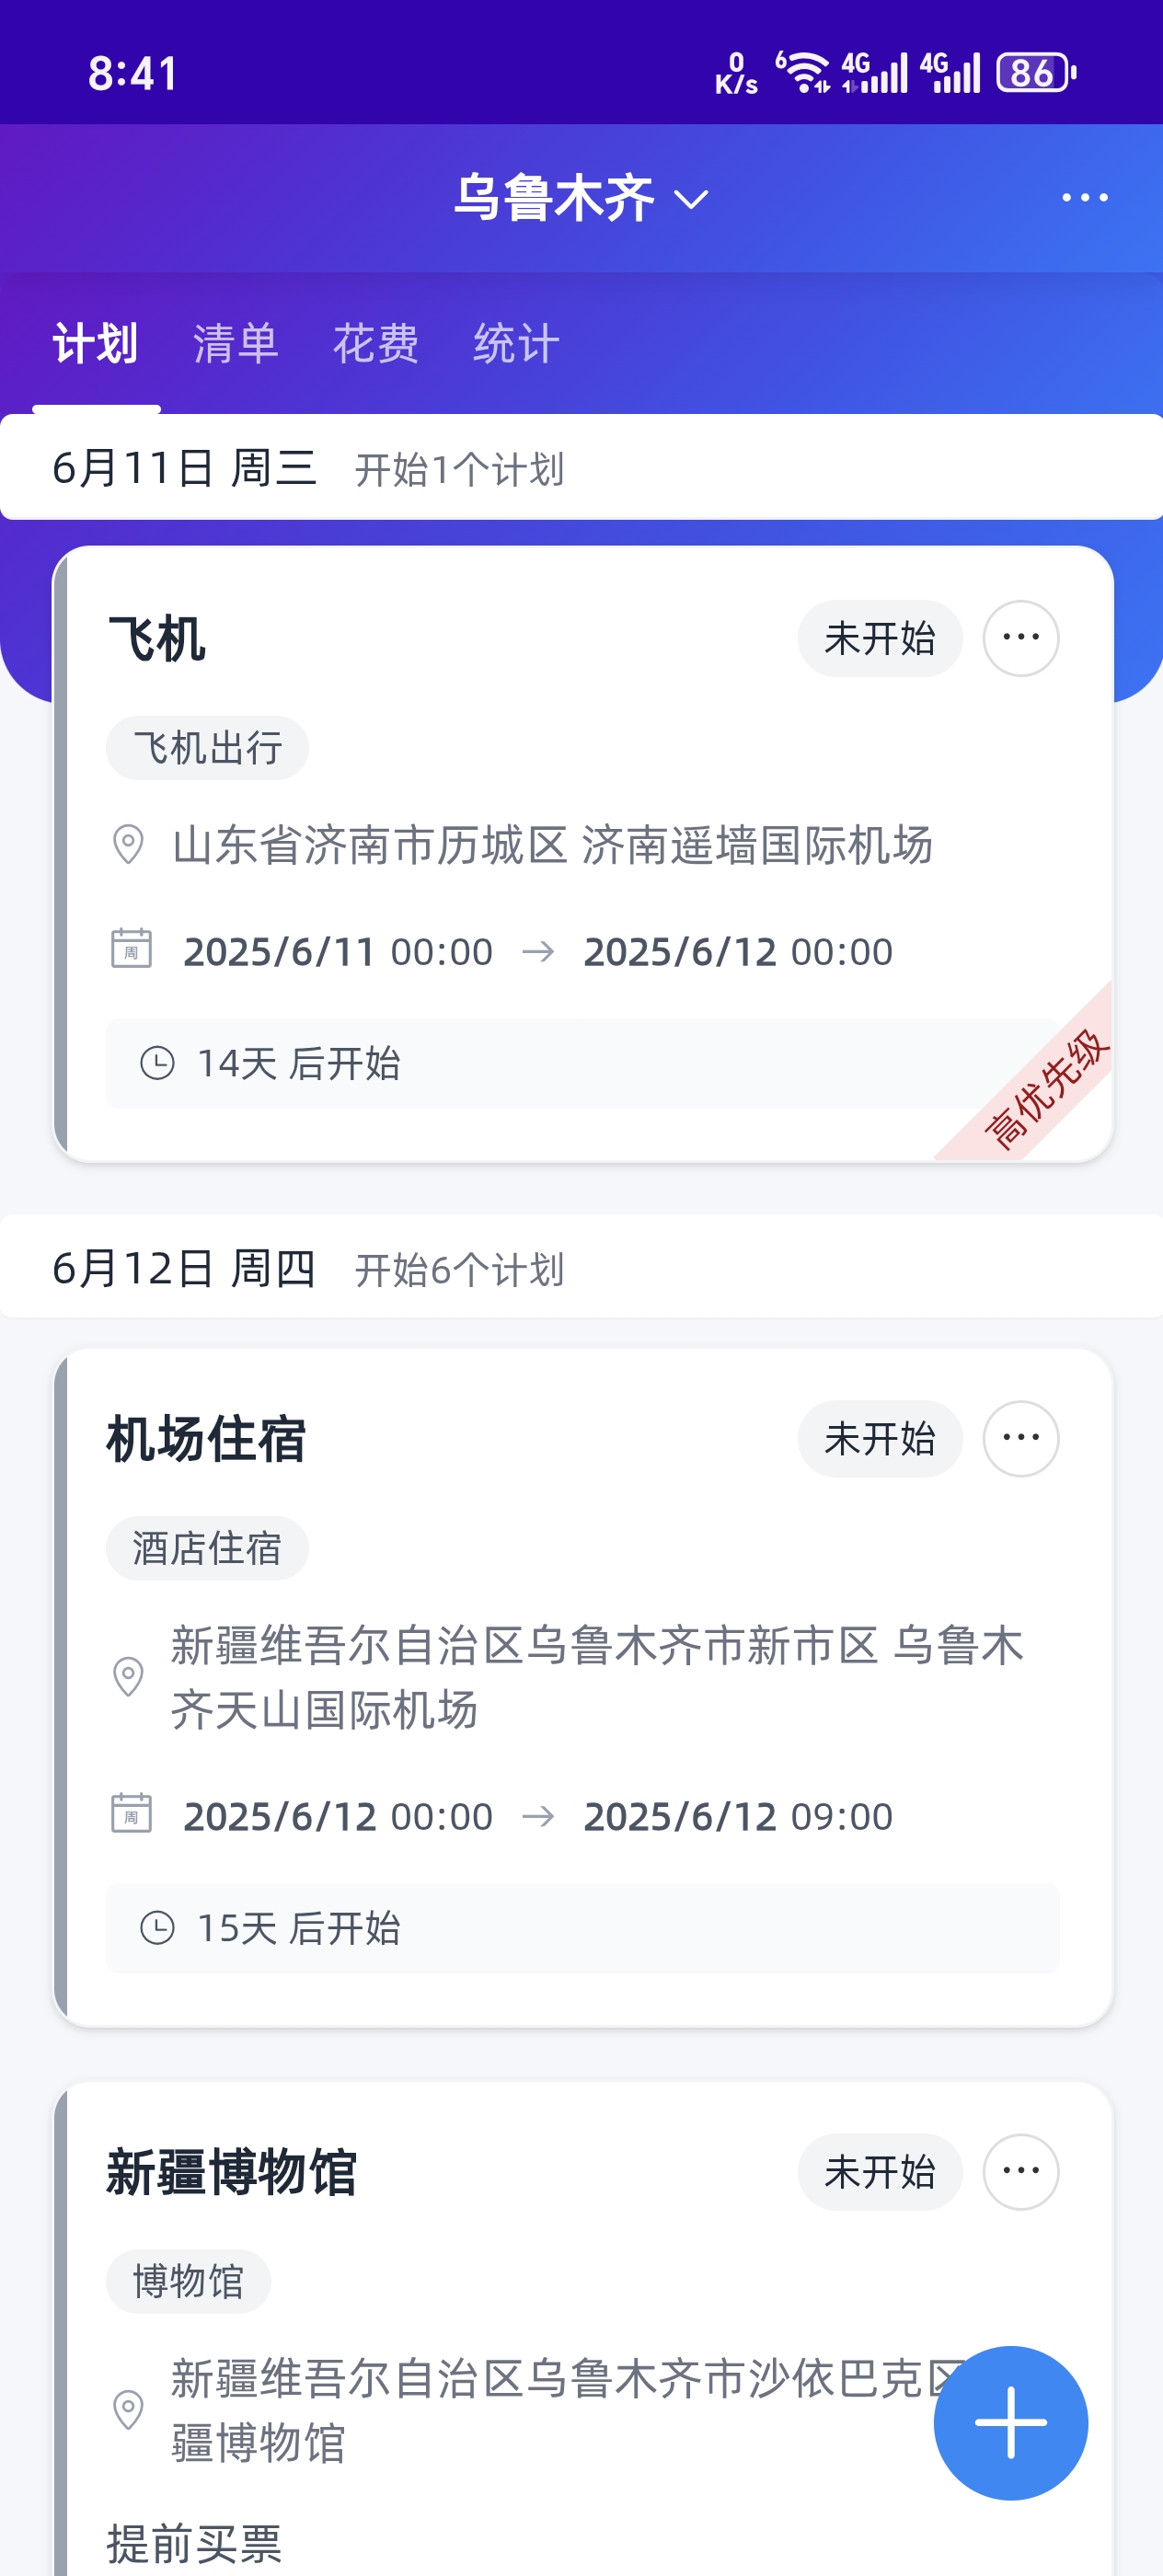 8:41
0
K/s
6
4G
4G
86
乌鲁木齐
计划 清单 花费 统计
6月11日 周三 开始1个计划
飞机 未开始
飞机出行
山东省济南市历城区 济南遥墙国际机场
周 2025/6/11 00:00 → 2025/6/12 00:00
14天 后开始
高优先级
6月12日 周四 开始6个计划
机场住宿 未开始
酒店住宿
新疆维吾尔自治区乌鲁木齐市新市区 乌鲁木
齐天山国际机场
周 2025/6/12 00:00 → 2025/6/12 09:00
15天 后开始
新疆博物馆 未开始
博物馆
新疆维吾尔自治区乌鲁木齐市沙依巴克区
疆博物馆
提前买票